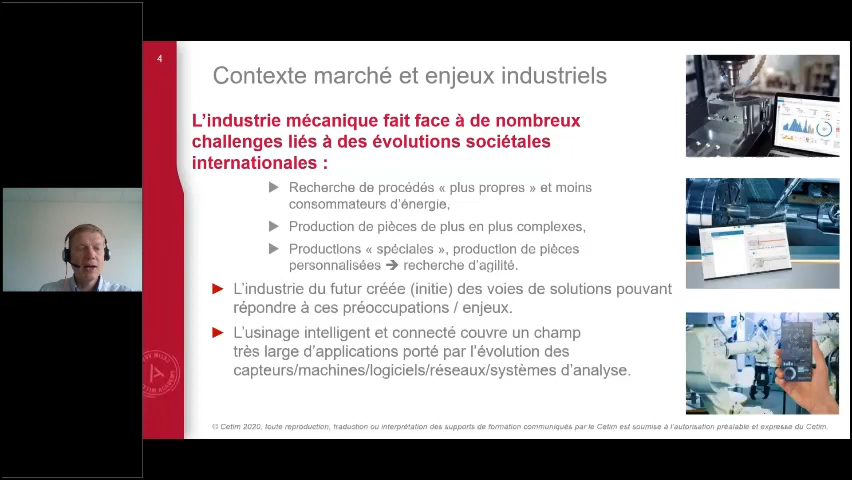 4
Contexte marché et enjeux industriels
L'industrie mécanique fait face à de nombreux
challenges liés à des évolutions sociétales
internationales :
Recherche de procédés « plus propres » et moins
consommateurs d'énergie,
Production de pièces de plus en plus complexes,
Productions « spéciales », production de pièces
personnalisées ➔ recherche d'agilité.
L'industrie du futur créée (initie) des voies de solutions pouvant
répondre à ces préoccupations / enjeux.
L'usinage intelligent et connecté couvre un champ
très large d'applications porté par l'évolution des
capteurs/machines/logiciels/réseaux/systèmes d'analyse.
© Cetim 2020, toute reproduction, traduction ou interprétation des supports de formation communiqués par le Cetim est soumise à l'autorisation préalable et expresse du Cetim.